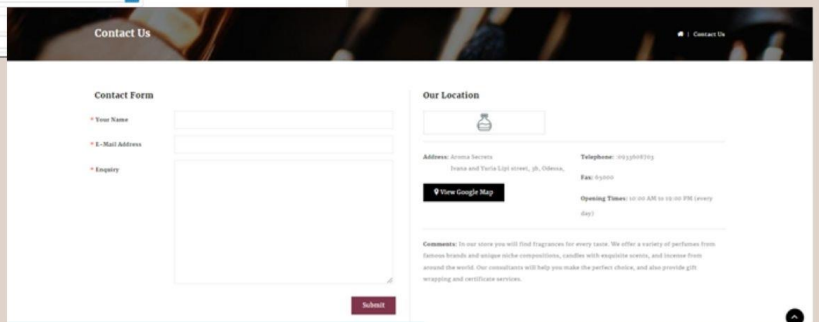 Contact Us
| Contact Us
Contact Form
Our Location
* Your Name
* E-Mail Address
* Enquiry
Address: Aroma Secrets
Ivana and Yuria Lipi street, 3b, Odessa,
Telephone:
View Google Map
Fax: 65000
Opening Times: 10:00 AM to 12:00 PM (every
day)
Comments: In our store you will find fragrances for every taste. We offer a variety of perfumes from
famous brands and unique niche compositions, candles with exquisite scents, and incense from
around the world. Our consultants will help you make the perfect choice, and also provide gift
wrapping and certificate services.
Submit